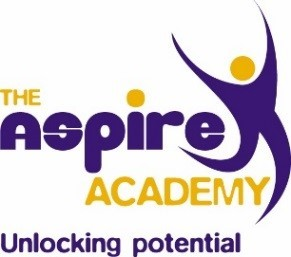 THE
Aspire
ACADEMY
Unlocking potential